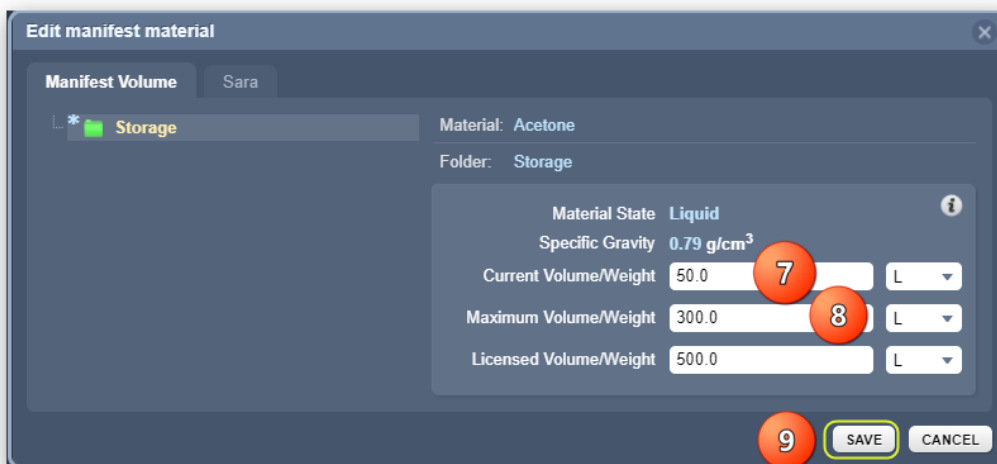 Edit manifest material
Manifest Volume Sara
* Storage
Material: Acetone
Folder: Storage
Material State Liquid
Specific Gravity 0.79 g/cm³
Current Volume/Weight 50.0 7 L
Maximum Volume/Weight 300.0 8 L
Licensed Volume/Weight 500.0 L
9 SAVE CANCEL